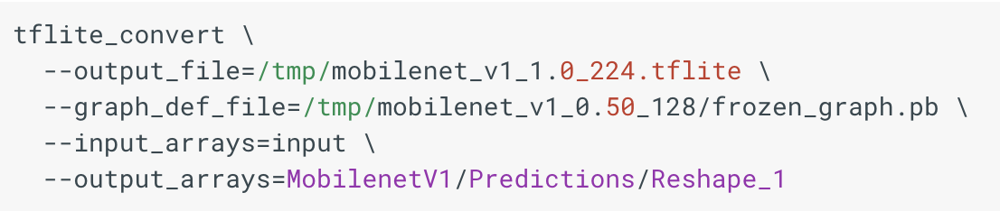 tflite_convert \
--output_file=/tmp/mobilenet_v1_1.0_224.tflite \
--graph_def_file=/tmp/mobilenet_v1_0.50_128/frozen_graph.pb \
--input_arrays=input \
--output_arrays=MobilenetV1/Predictions/Reshape_1